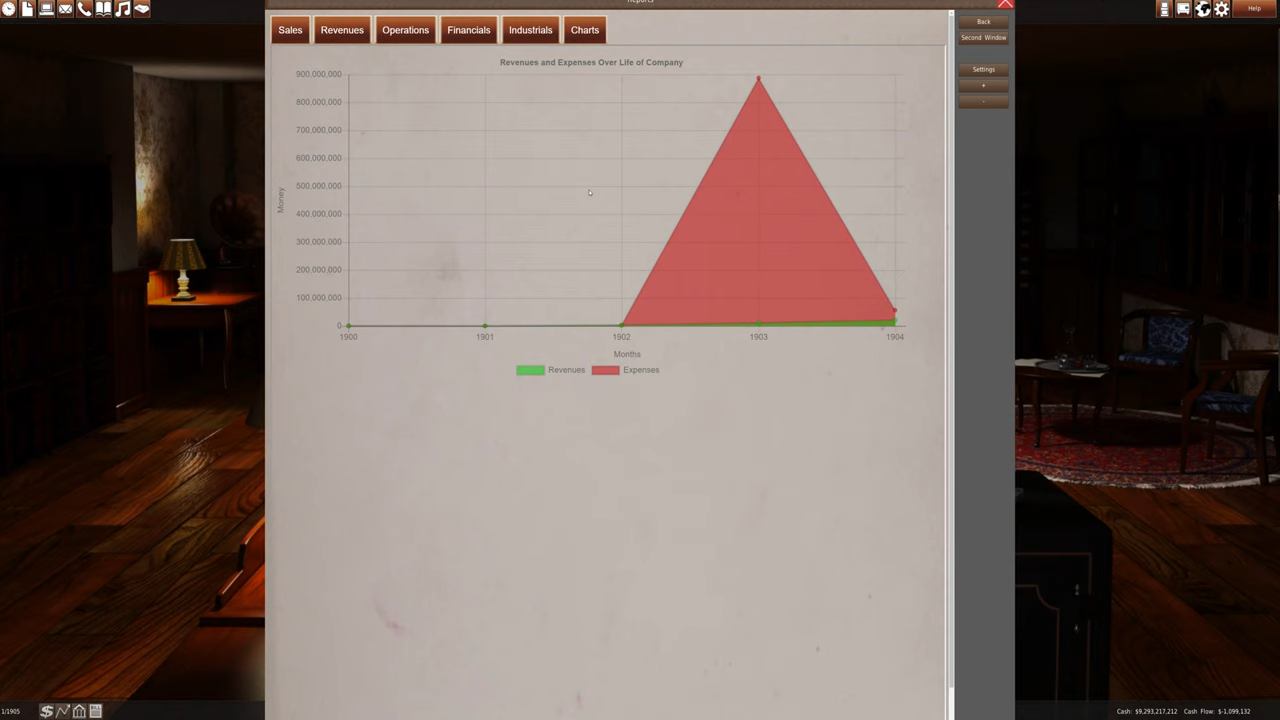 Reports
Help
Sales
Revenues
Operations
Financials
Industrials
Charts
Back
Second Window
Settings
+
-
Revenues and Expenses Over Life of Company
900,000,000
800,000,000
700,000,000
600,000,000
500,000,000
400,000,000
300,000,000
200,000,000
100,000,000
0
Money
1900 1901 1902 1903 1904
Months
Revenues Expenses
1/1905
Cash: $9,293,217,212 Cash Flow: $-1,099,132